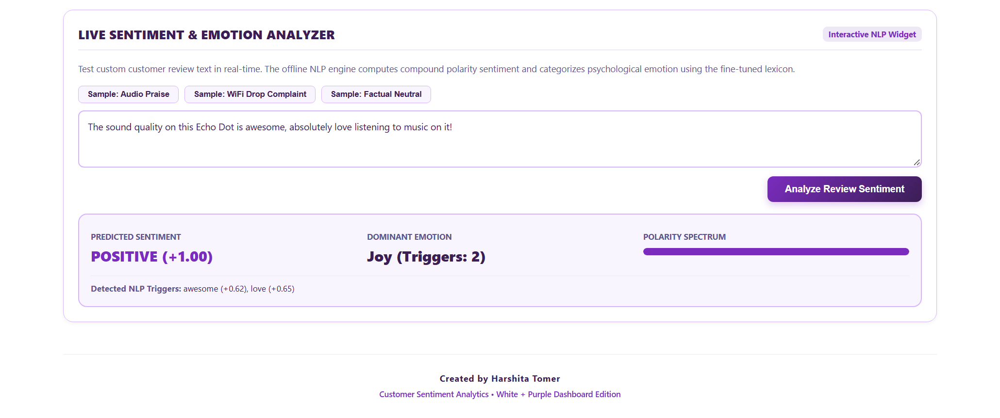 LIVE SENTIMENT & EMOTION ANALYZER
Interactive NLP Widget
Test custom customer review text in real-time. The offline NLP engine computes compound polarity sentiment and categorizes psychological emotion using the fine-tuned lexicon.
Sample: Audio Praise
Sample: WiFi Drop Complaint
Sample: Factual Neutral
The sound quality on this Echo Dot is awesome, absolutely love listening to music on it!
Analyze Review Sentiment
PREDICTED SENTIMENT
POSITIVE (+1.00)
DOMINANT EMOTION
Joy (Triggers: 2)
POLARITY SPECTRUM
Detected NLP Triggers: awesome (+0.62), love (+0.65)
Created by Harshita Tomer
Customer Sentiment Analytics • White + Purple Dashboard Edition